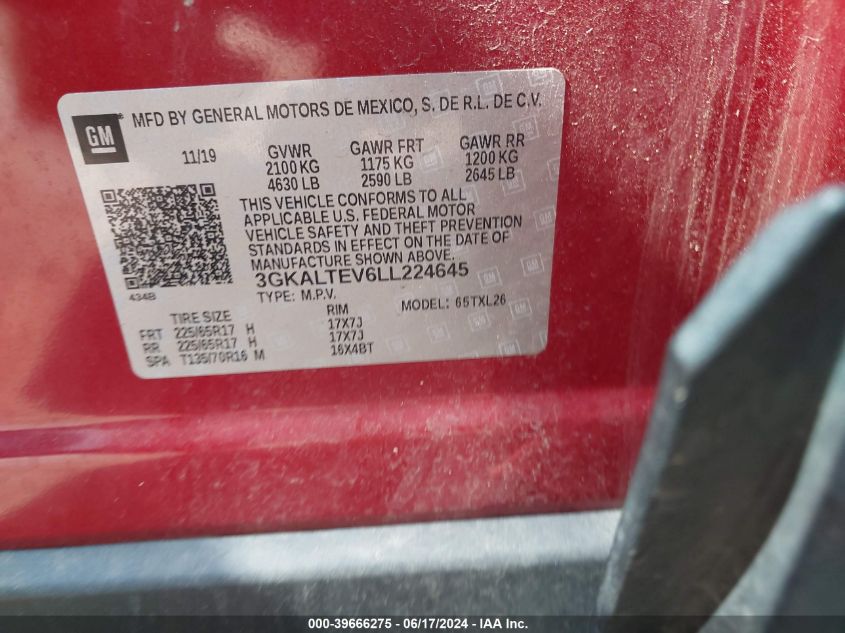 GM
MFD BY GENERAL MOTORS DE MEXICO, S. DE R.L. DE C.V.
11/19 GVWR GAWR FRT GAWR RR
2100 KG 1175 KG 1200 KG
4630 LB 2590 LB 2645 LB
THIS VEHICLE CONFORMS TO ALL
APPLICABLE U.S. FEDERAL MOTOR
VEHICLE SAFETY AND THEFT PREVENTION
STANDARDS IN EFFECT ON THE DATE OF
MANUFACTURE SHOWN ABOVE.
3GKALTEV6LL224645
434B
TYPE: M.P.V. MODEL: 65TXL26
TIRE SIZE RIM
FRT 225/65R17 H 17X7J
RR 225/65R17 H 17X7J
SPA T135/70R16 M 16X4BT
000-39666275 - 06/17/2024 - IAA Inc.